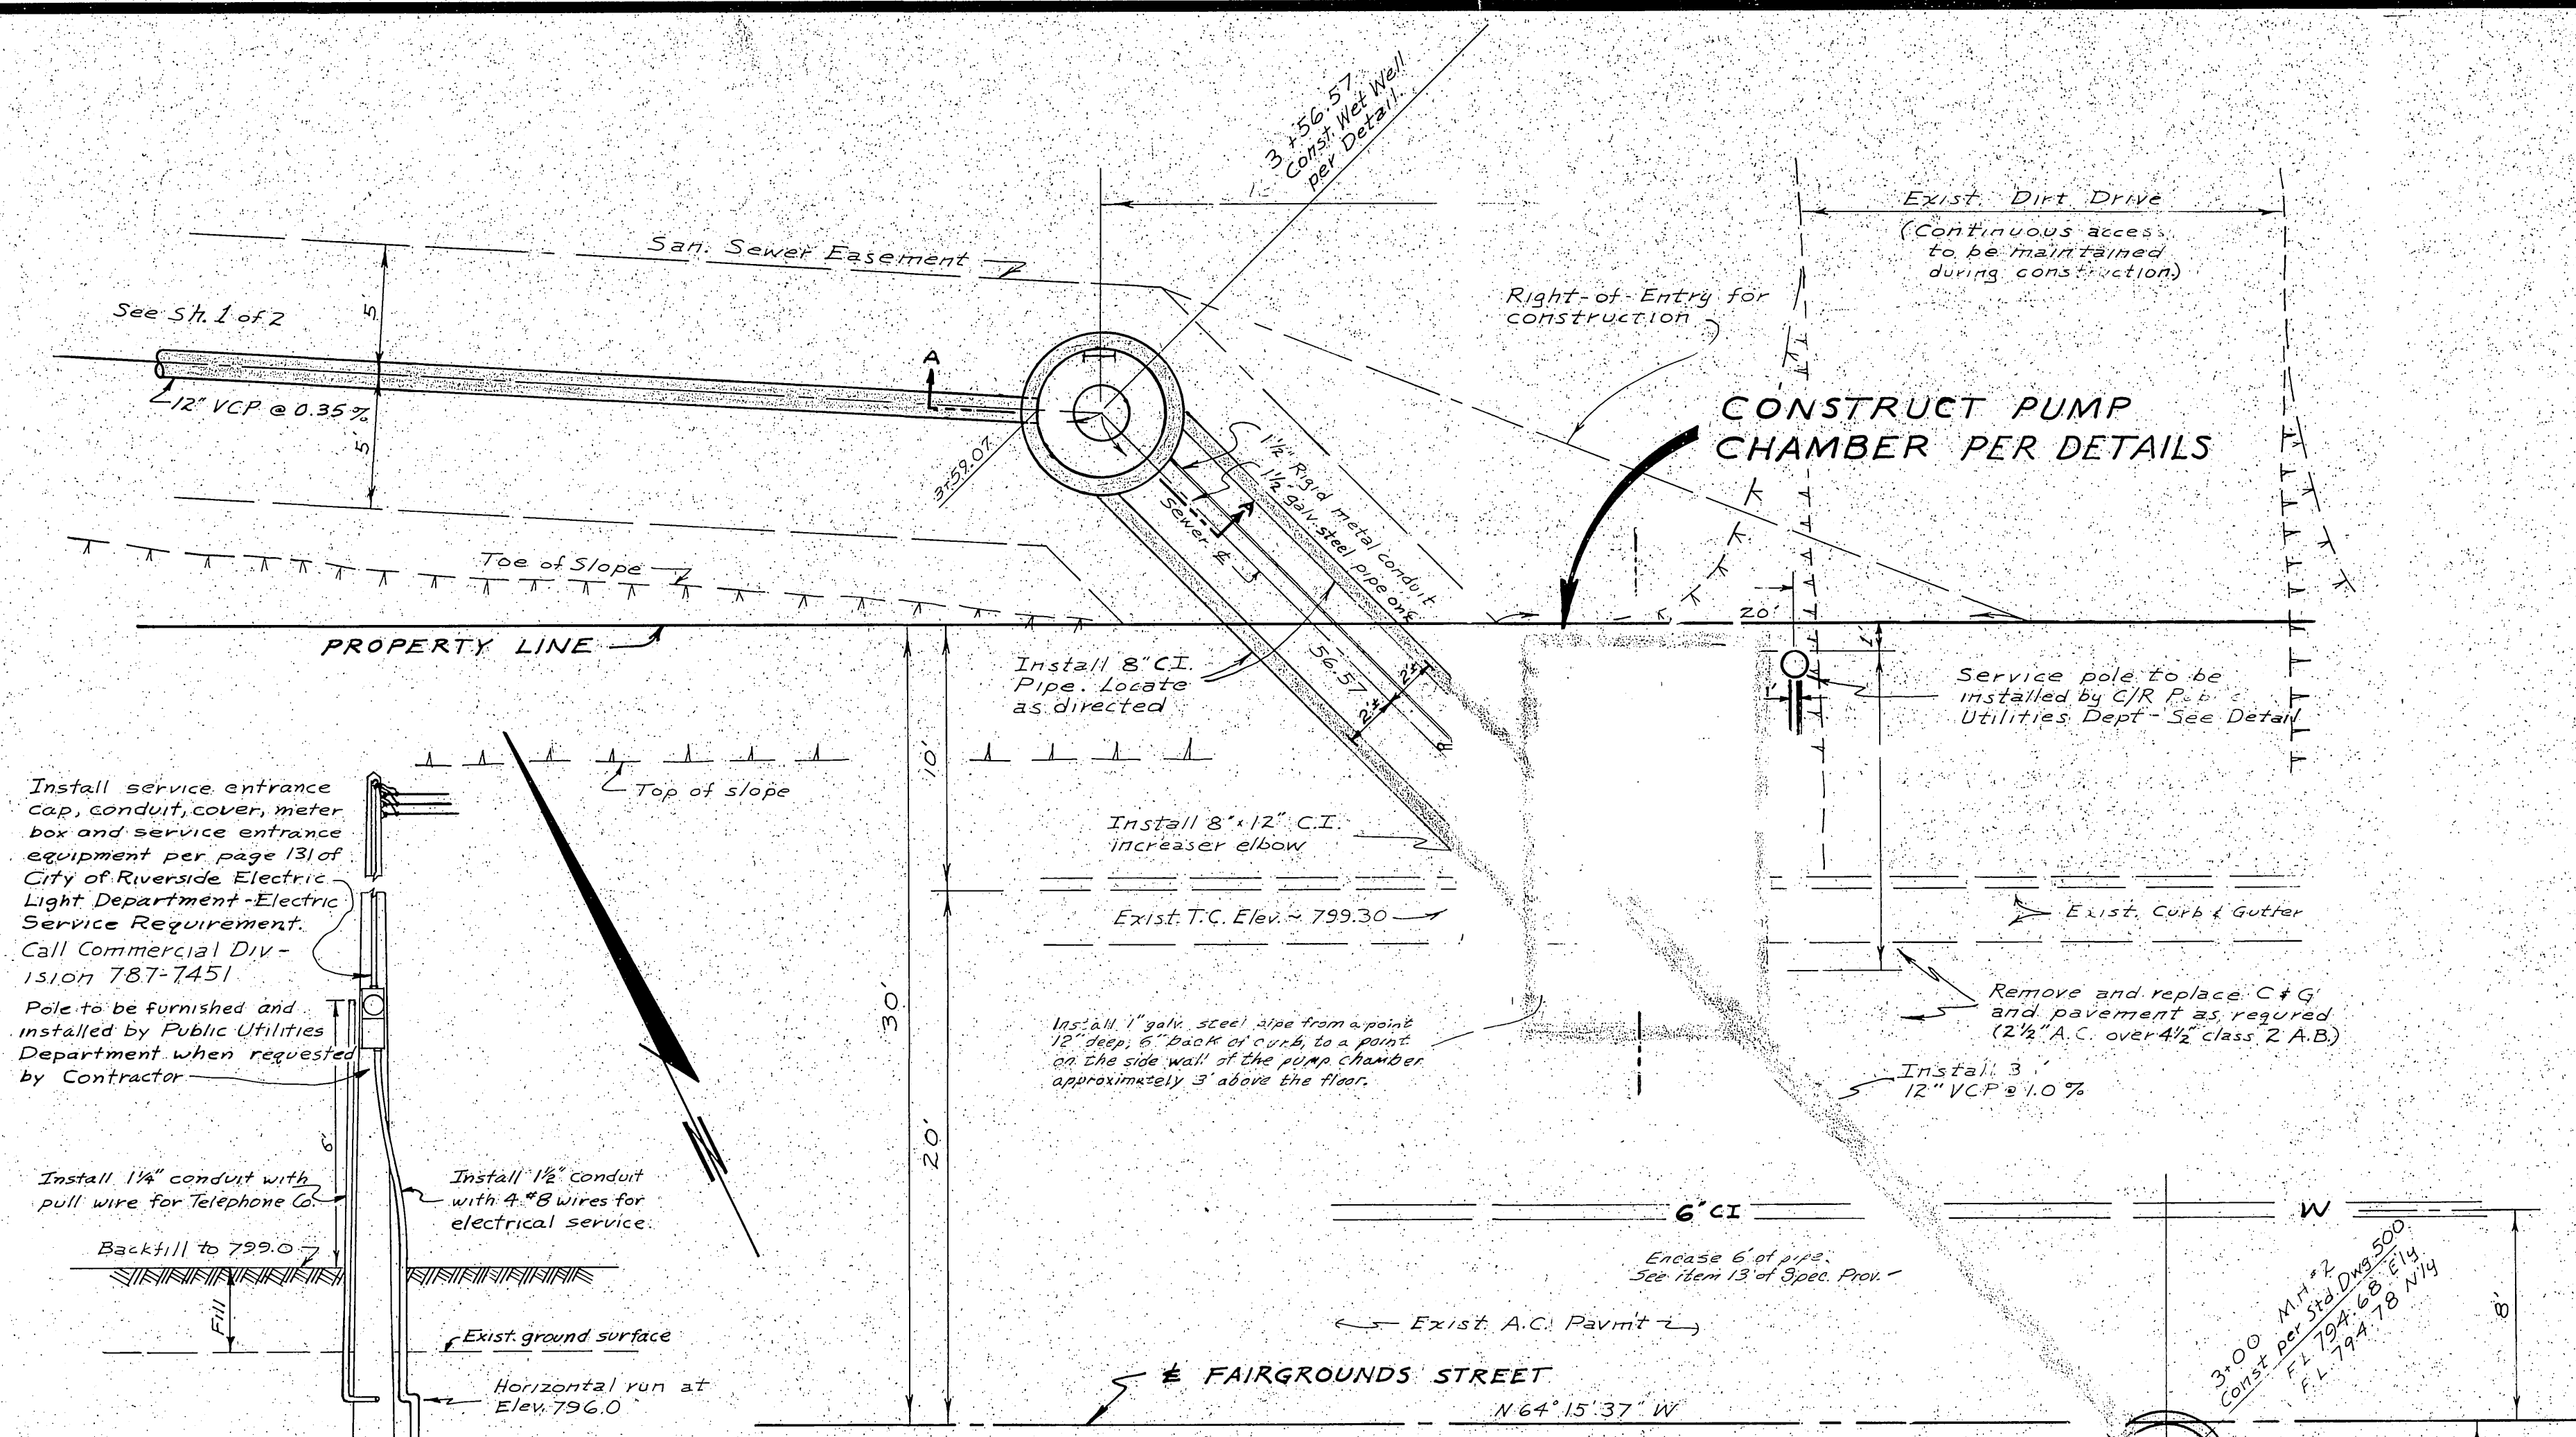 3+56.57
Const. Wet Well
per Detail
San. Sewer Easement
Exist. Dirt Drive
(Continuous access
to be maintained
during construction)
See Sh. 1 of 2
5
5
12" VCP @ 0.35%
A
3+59.07
Right-of-Entry for
construction
CONSTRUCT PUMP
CHAMBER PER DETAILS
1½" Rigid metal conduit
1½" galv. steel pipe on ℄
A
Sewer ℄
Toe of Slope
PROPERTY LINE
20'
Install 8" C.I.
Pipe. Locate
as directed
56.57
2'±
2'±
4'
1'
Service pole to be
installed by C/R
Utilities Dept - See Detail
Top of slope
10'
Install service entrance
cap, conduit, cover, meter
box and service entrance
equipment per page 131 of
City of Riverside Electric
Light Department-Electric
Service Requirement.
Call Commercial Div-
ision 787-7451
Install 8"x12" C.I.
increaser elbow
Exist. T.C. Elev. = 799.30
Exist. Curb & Gutter
Pole to be furnished and
installed by Public Utilities
Department when requested
by Contractor
30'
20'
N
Install 1" galv. steel pipe from a point
12" deep, 6" back of curb, to a point
on the side wall of the pump chamber
approximately 3' above the floor.
Remove and replace C & G
and pavement as regured
(2½" A.C. over 4½" class 2 A.B.)
Install 3
12" VCP @ 1.0%
6'
Install 1¼" conduit with
pull wire for Telephone Co.
Install 1½" conduit
with 4 #8 wires for
electrical service.
Backfill to 799.0
Fill
Exist. ground surface
Horizontal run at
Elev. 796.0
6" CI
W
Encase 6' of pipe.
See item 13 of Spec. Prov.
Exist. A.C. Pavm't
8'
3+00 M.H. #2
Const per Std. Dwg. 500
F.L. 794.68 E'ly
F.L. 794.78 N'ly
℄ FAIRGROUNDS STREET
N 64° 15' 37" W